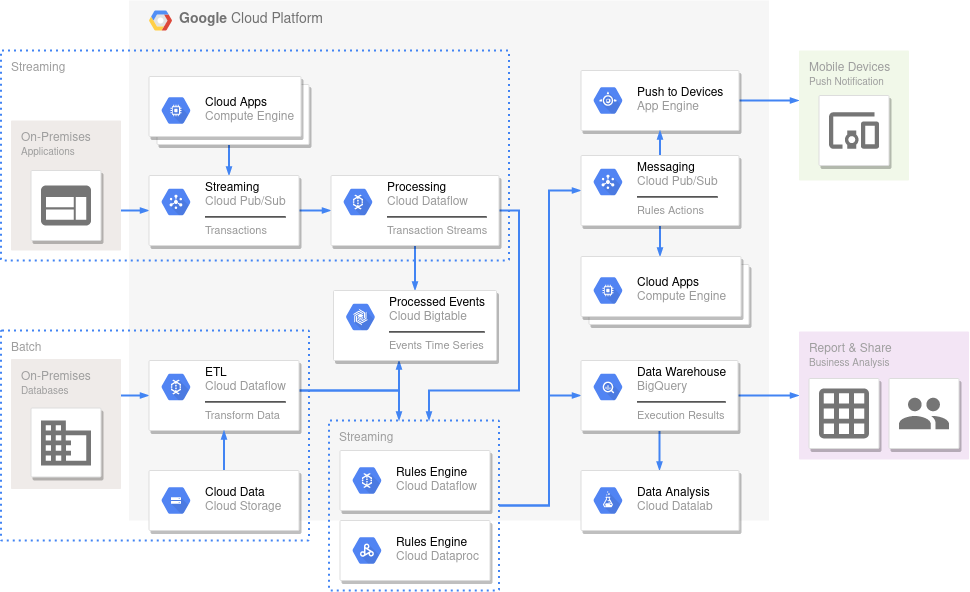 Google Cloud Platform
Streaming
On-Premises
Applications
Cloud Apps
Compute Engine
Streaming
Cloud Pub/Sub
Transactions
Processing
Cloud Dataflow
Transaction Streams
Processed Events
Cloud Bigtable
Events Time Series
Batch
On-Premises
Databases
ETL
Cloud Dataflow
Transform Data
Cloud Data
Cloud Storage
Streaming
Rules Engine
Cloud Dataflow
Rules Engine
Cloud Dataproc
Push to Devices
App Engine
Messaging
Cloud Pub/Sub
Rules Actions
Cloud Apps
Compute Engine
Data Warehouse
BigQuery
Execution Results
Data Analysis
Cloud Datalab
Mobile Devices
Push Notification
Report & Share
Business Analysis